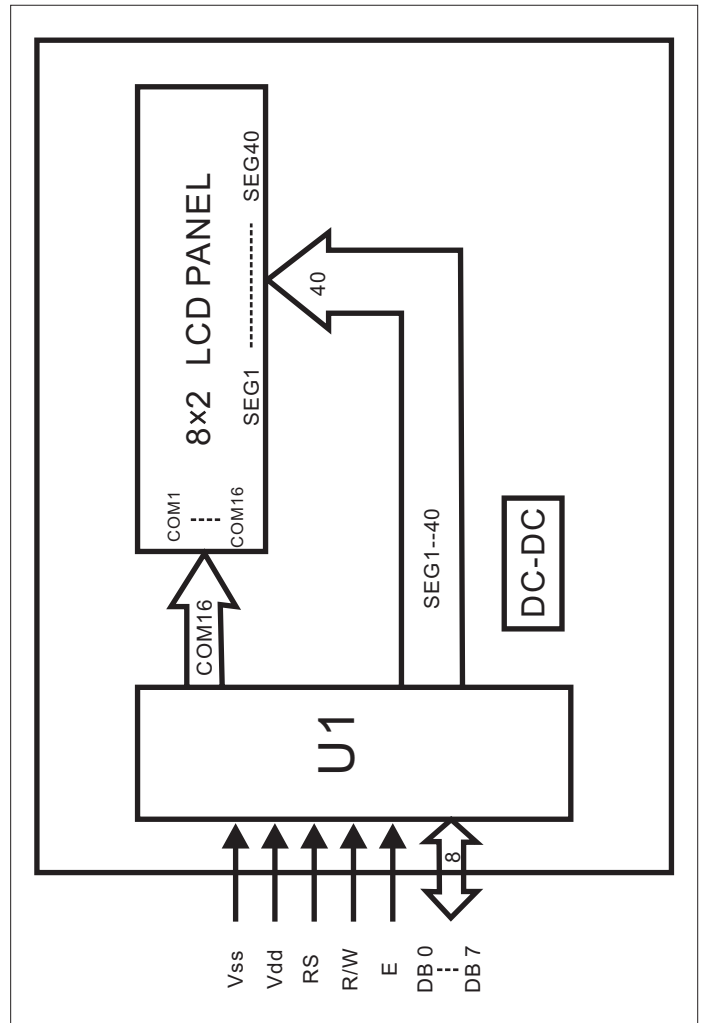 8×2 LCD PANEL
COM1
COM16
SEG1
SEG40
COM16
40
SEG1--40
U1
DC-DC
Vss
Vdd
RS
R/W
E
DB 0
DB 7
8